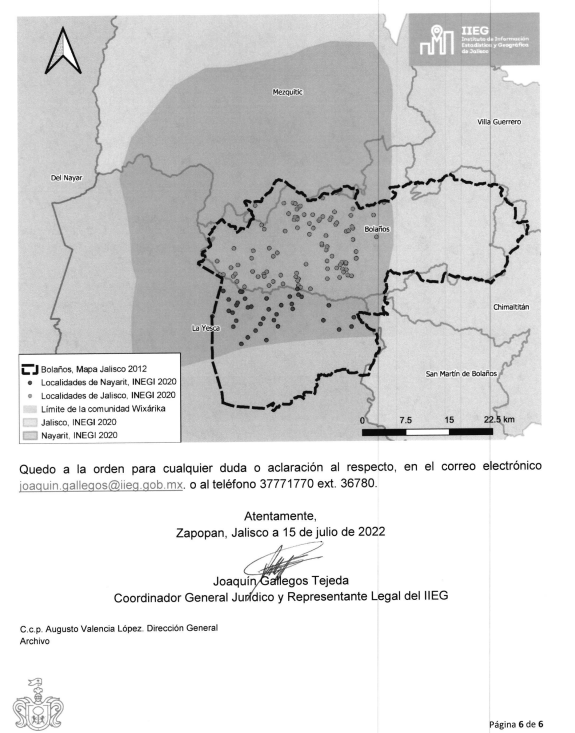 IIEG
Instituto de Información
Estadística y Geográfica
de Jalisco
Mezquitic
Villa Guerrero
Del Nayar
Bolaños
Chimaltitán
La Yesca
San Martín de Bolaños
Bolaños, Mapa Jalisco 2012
Localidades de Nayarit, INEGI 2020
Localidades de Jalisco, INEGI 2020
Límite de la comunidad Wixárika
Jalisco, INEGI 2020
Nayarit, INEGI 2020
0 7.5 15 22.5 km
Quedo a la orden para cualquier duda o aclaración al respecto, en el correo electrónico
joaquin.gallegos@iieg.gob.mx. o al teléfono 37771770 ext. 36780.
Atentamente,
Zapopan, Jalisco a 15 de julio de 2022
Joaquín Gallegos Tejeda
Coordinador General Jurídico y Representante Legal del IIEG
C.c.p. Augusto Valencia López. Dirección General
Archivo
Página 6 de 6